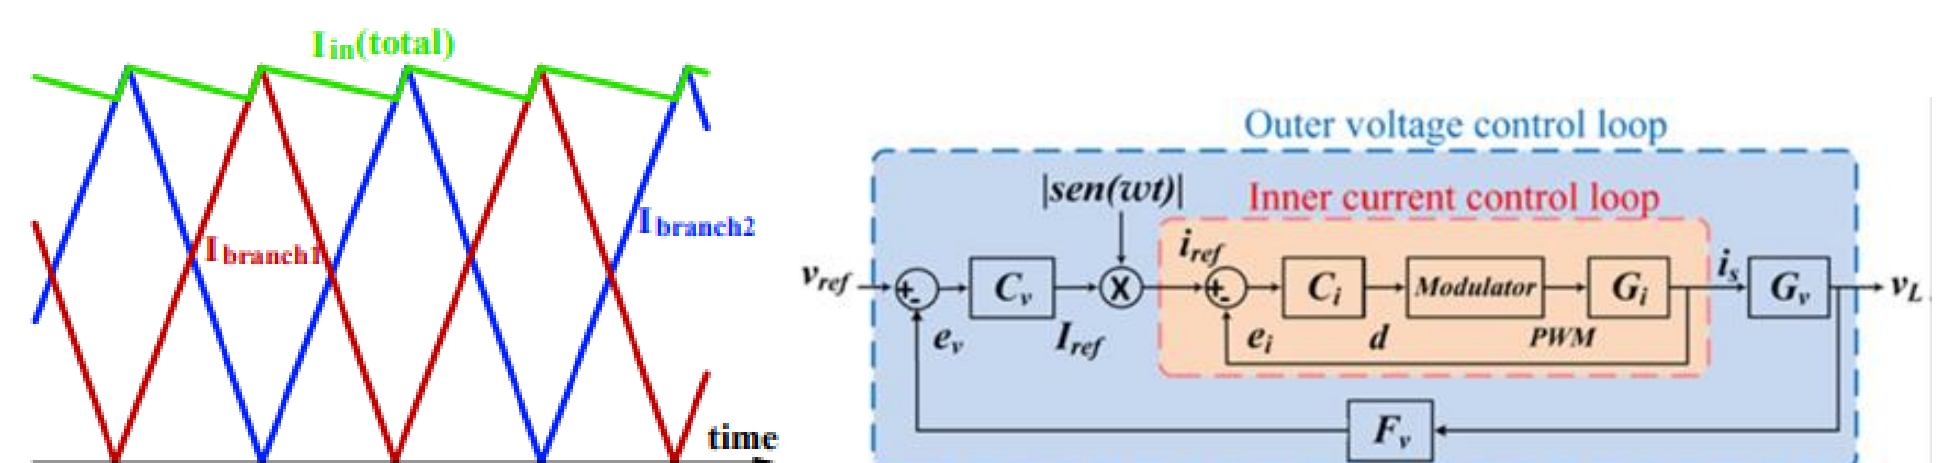 Iin(total)
Ibranch1
Ibranch2
time
Outer voltage control loop
|sen(wt)|
Inner current control loop
vref
+
-
Cv
X
iref
+
-
Ci
Modulator
Gi
is
Gv
vL
ev
Iref
ei
d
PWM
Fv